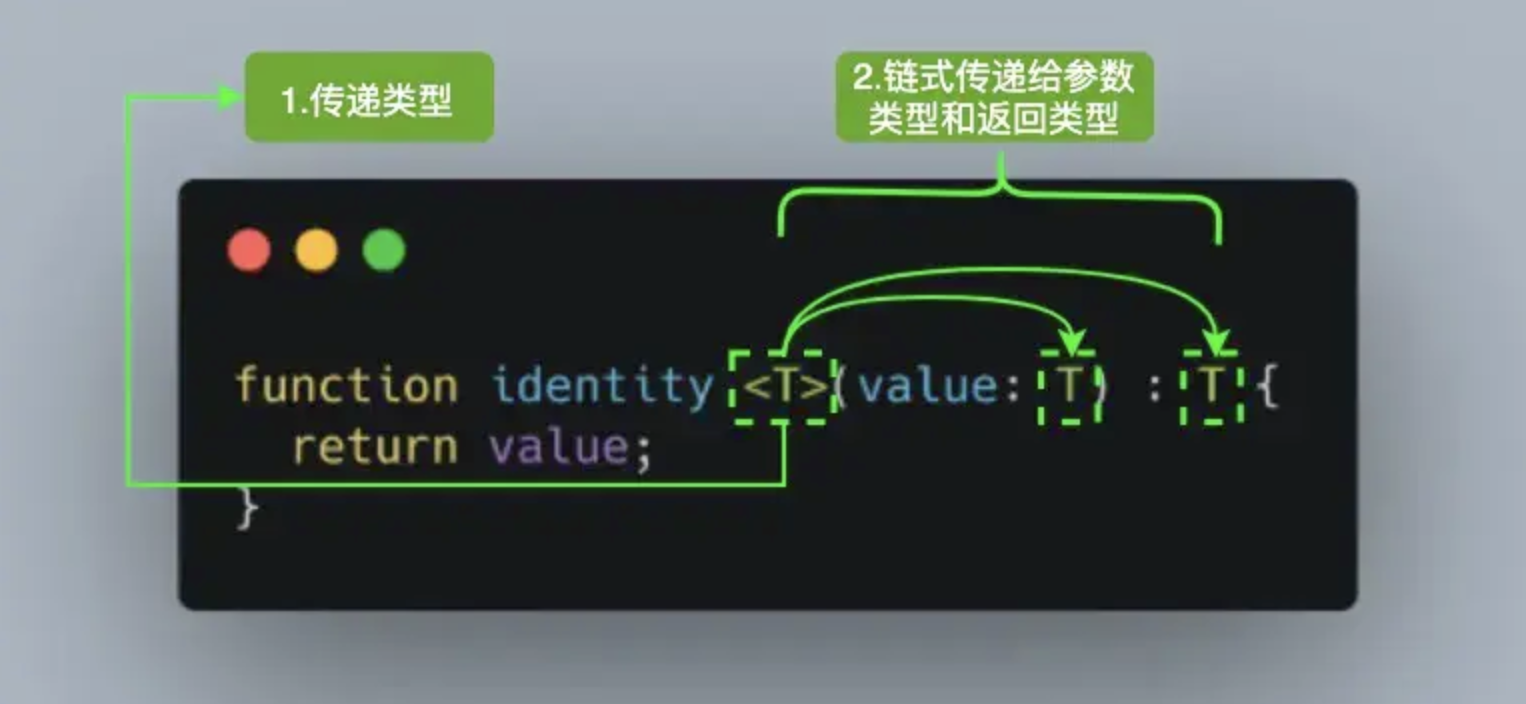 1.传递类型
2.链式传递给参数
类型和返回类型
function identity <T>(value: T) : T {
  return value;
}